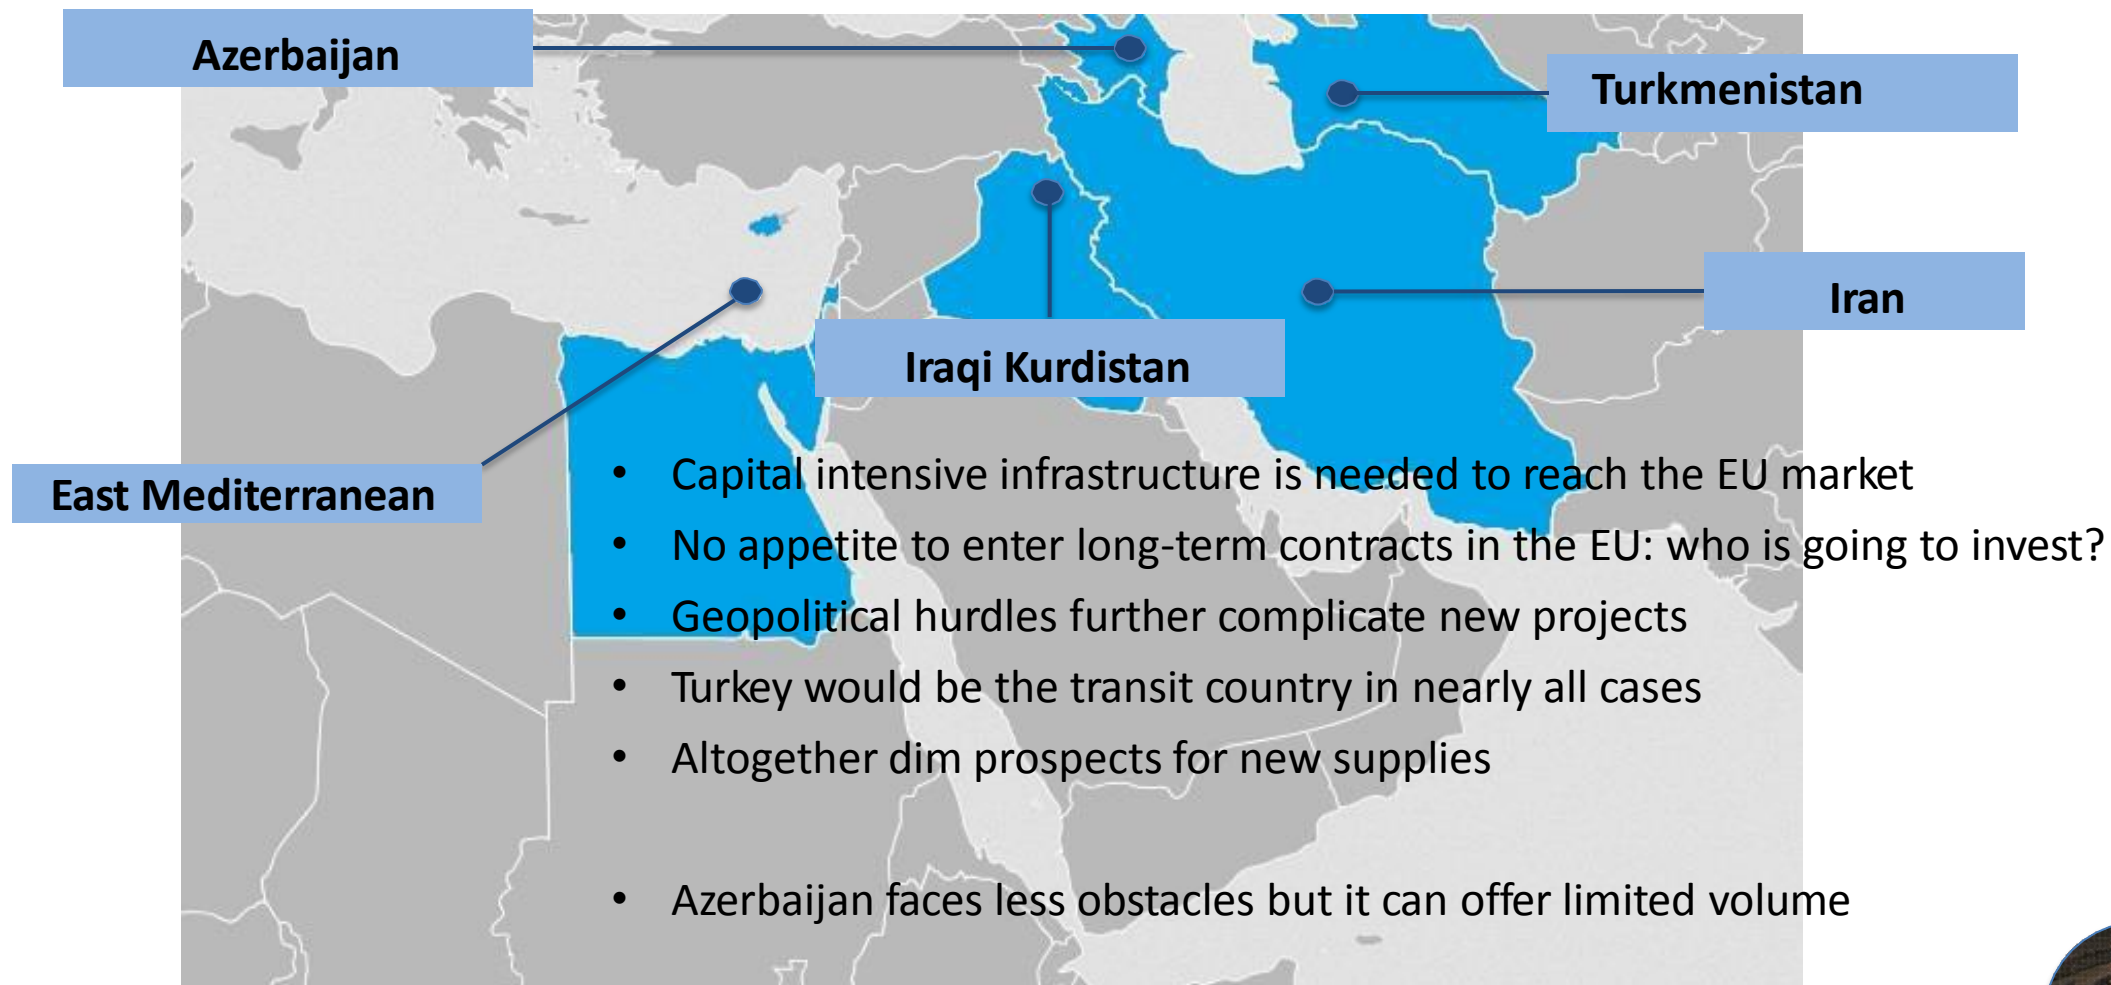 Azerbaijan
Turkmenistan
Iran
Iraqi Kurdistan
East Mediterranean
• Capital intensive infrastructure is needed to reach the EU market
• No appetite to enter long-term contracts in the EU: who is going to invest?
• Geopolitical hurdles further complicate new projects
• Turkey would be the transit country in nearly all cases
• Altogether dim prospects for new supplies
• Azerbaijan faces less obstacles but it can offer limited volume